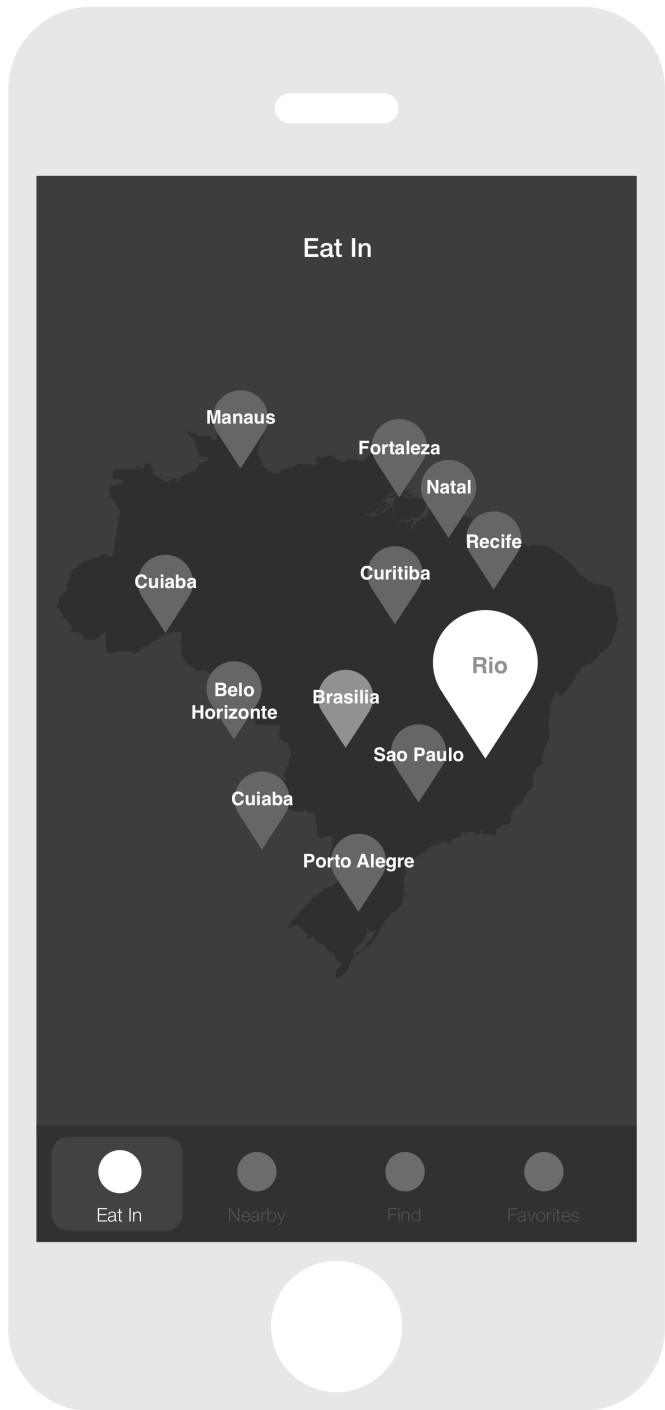 Eat In
Manaus
Fortaleza
Natal
Recife
Cuiaba
Curitiba
Rio
Belo
Horizonte
Brasilia
Sao Paulo
Cuiaba
Porto Alegre
Eat In
Nearby
Find
Favorites